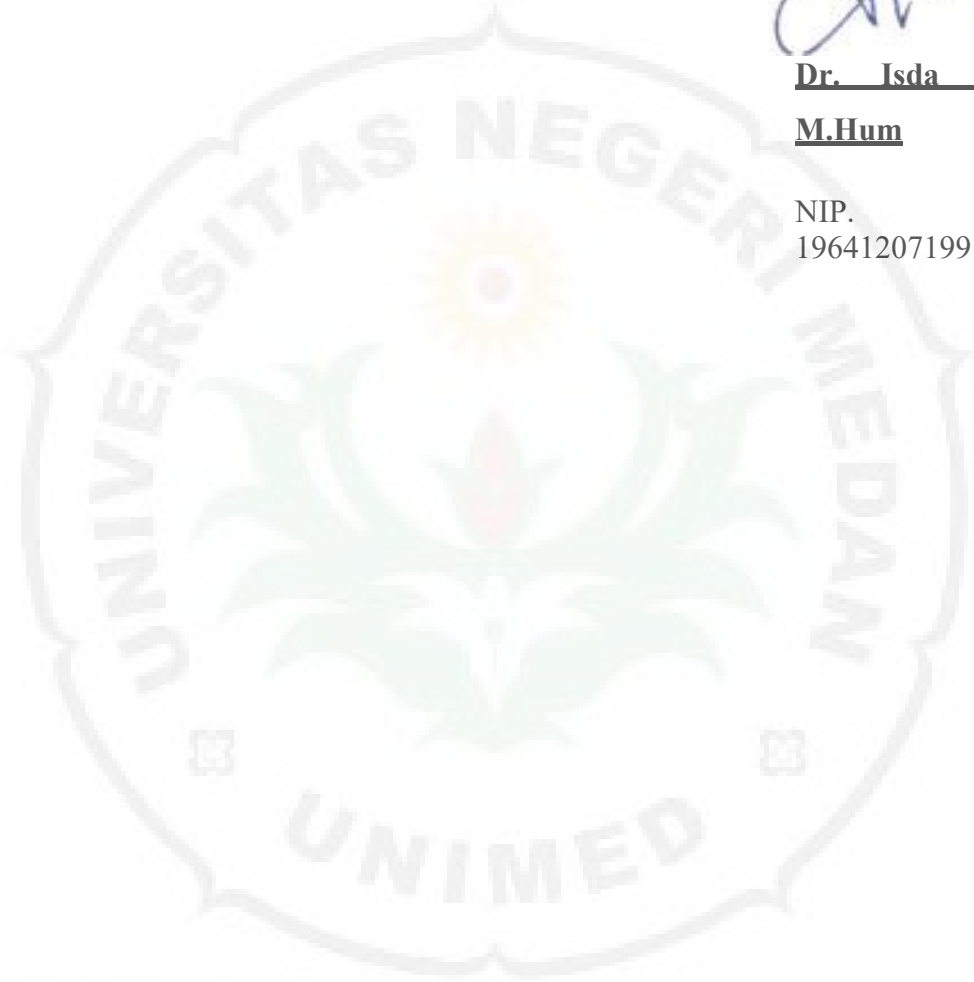 Dr. Isda
M.Hum
NIP.
19641207199
UNIVERSITAS NEGERI MEDAN
UNIMED